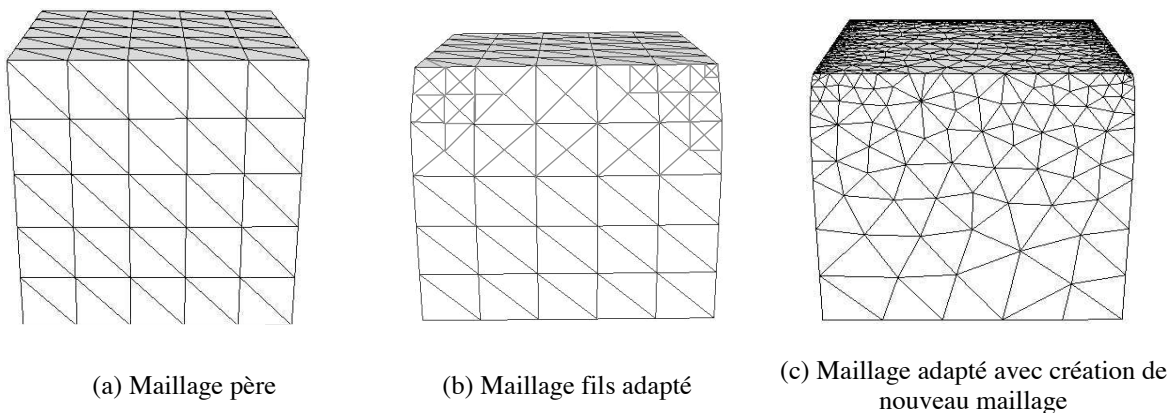 (a) Maillage père
(b) Maillage fils adapté
(c) Maillage adapté avec création de
nouveau maillage